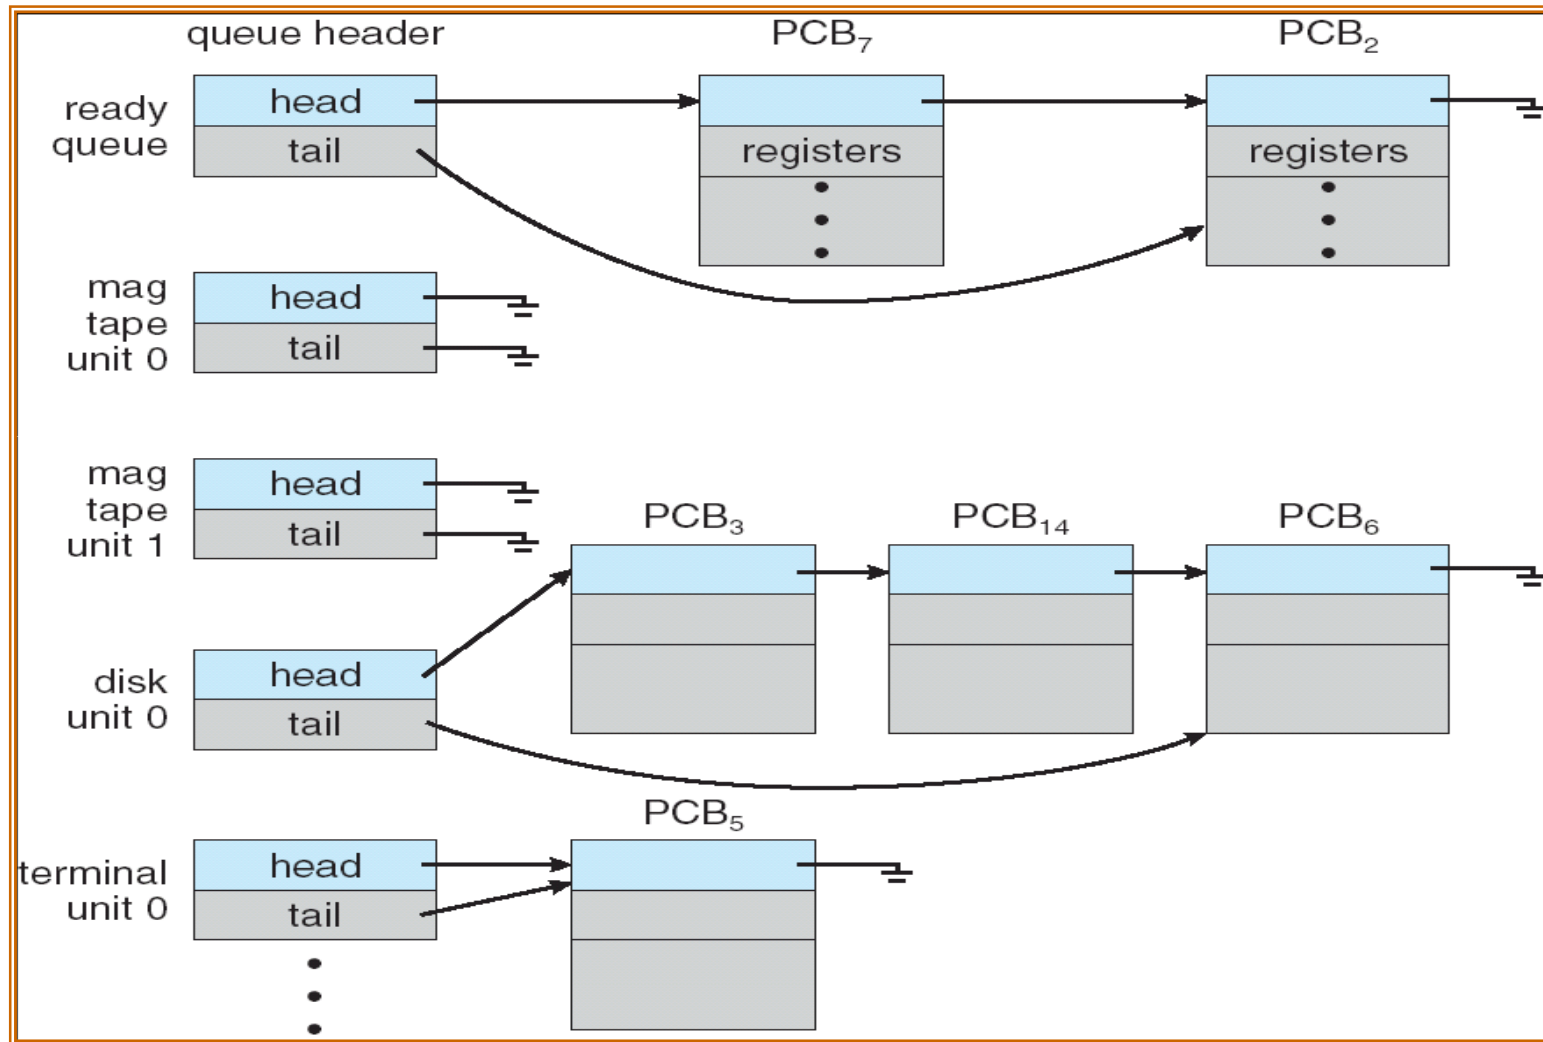 queue header
PCB₇
PCB₂
ready
queue
head
tail
registers
registers
mag
tape
unit 0
head
tail
mag
tape
unit 1
head
tail
PCB₃
PCB₁₄
PCB₆
disk
unit 0
head
tail
PCB₅
terminal
unit 0
head
tail